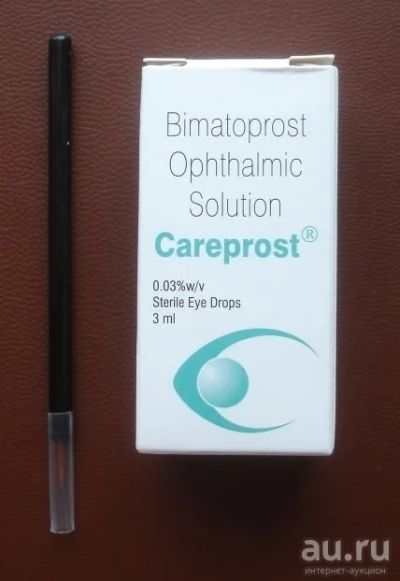 Bimatoprost
Ophthalmic
Solution
Careprost®
0.03%w/v
Sterile Eye Drops
3 ml
au.ru
интернет-аукцион